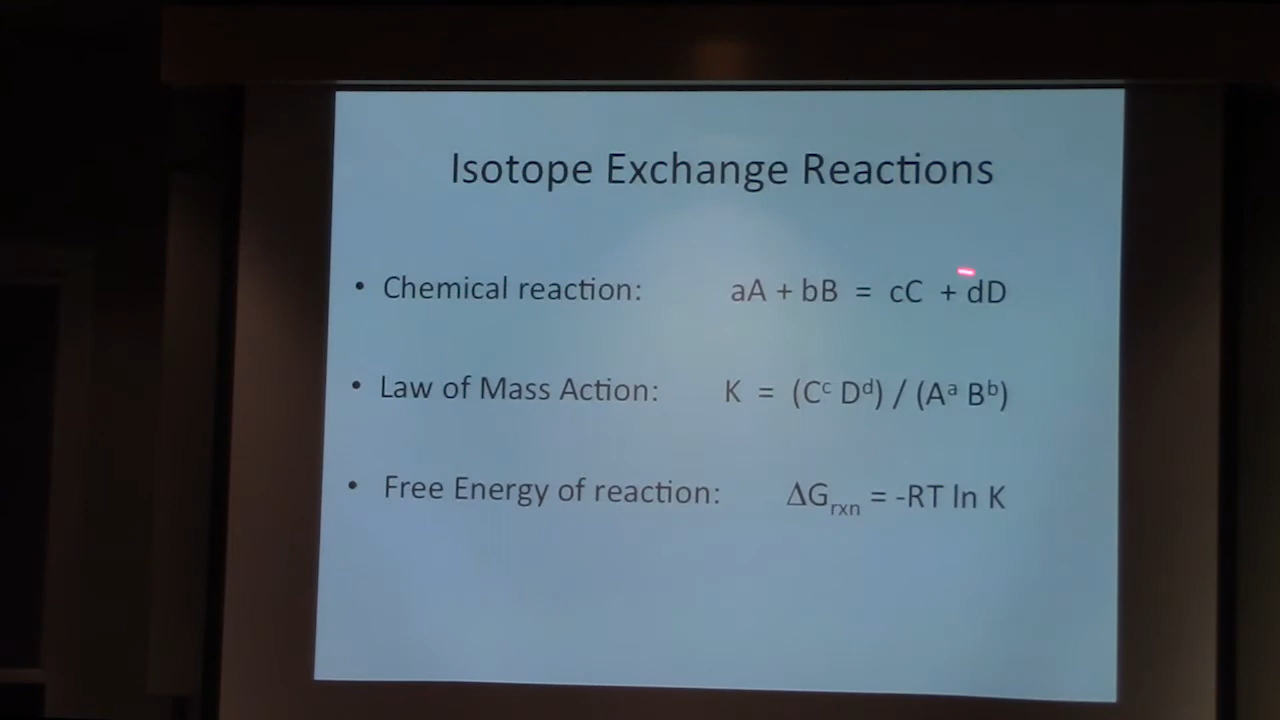 Isotope Exchange Reactions
• Chemical reaction: aA + bB = cC + dD
• Law of Mass Action: K = (Cᶜ Dᵈ) / (Aᵃ Bᵇ)
• Free Energy of reaction: ΔGrxn = -RT ln K